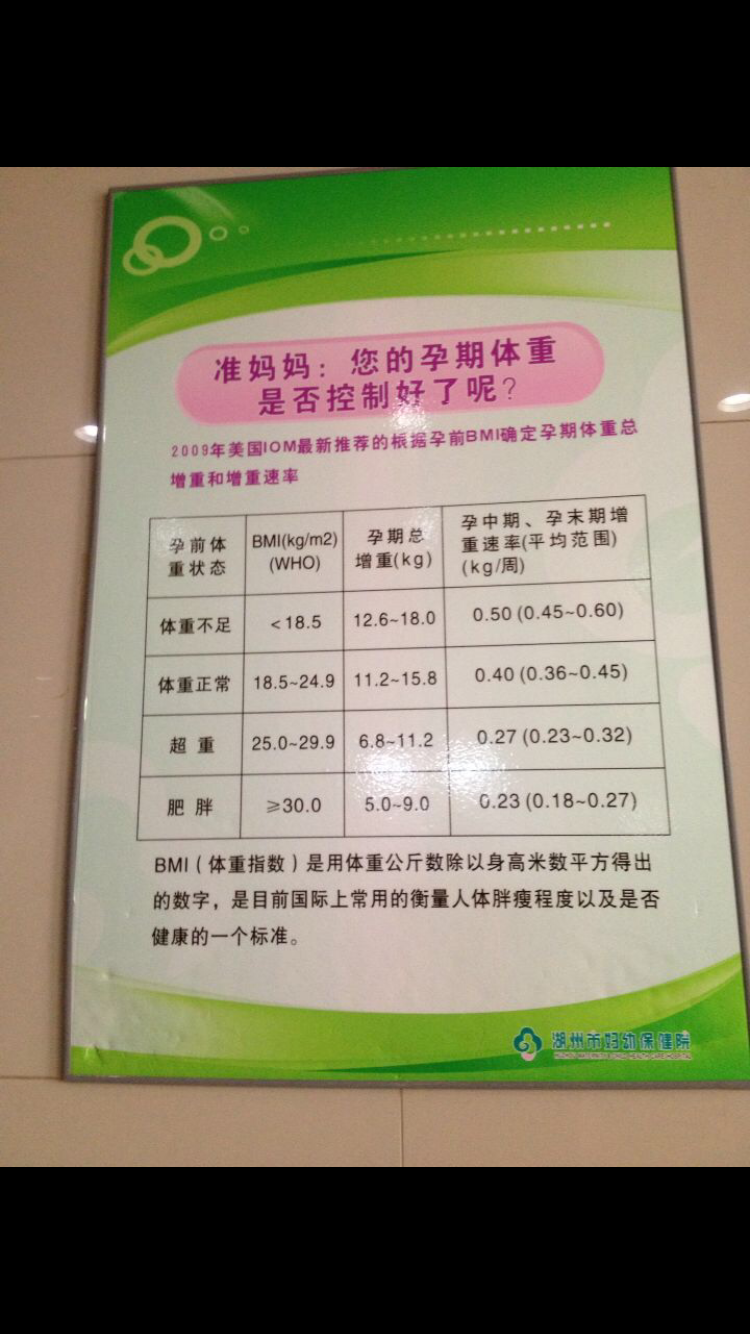 准妈妈：您的孕期体重
是否控制好了呢？
2009年美国IOM最新推荐的根据孕前BMI确定孕期体重总
增重和增重速率
孕前体
重状态
BMI(kg/m2)
(WHO)
孕期总
增重(kg)
孕中期、孕末期增
重速率(平均范围)
(kg/周)
体重不足 <18.5 12.6~18.0 0.50 (0.45~0.60)
体重正常 18.5~24.9 11.2~15.8 0.40 (0.36~0.45)
超 重 25.0~29.9 6.8~11.2 0.27 (0.23~0.32)
肥 胖 ≥30.0 5.0~9.0 0.23 (0.18~0.27)
BMI（体重指数）是用体重公斤数除以身高米数平方得出
的数字，是目前国际上常用的衡量人体胖瘦程度以及是否
健康的一个标准。
湖州市妇幼保健院